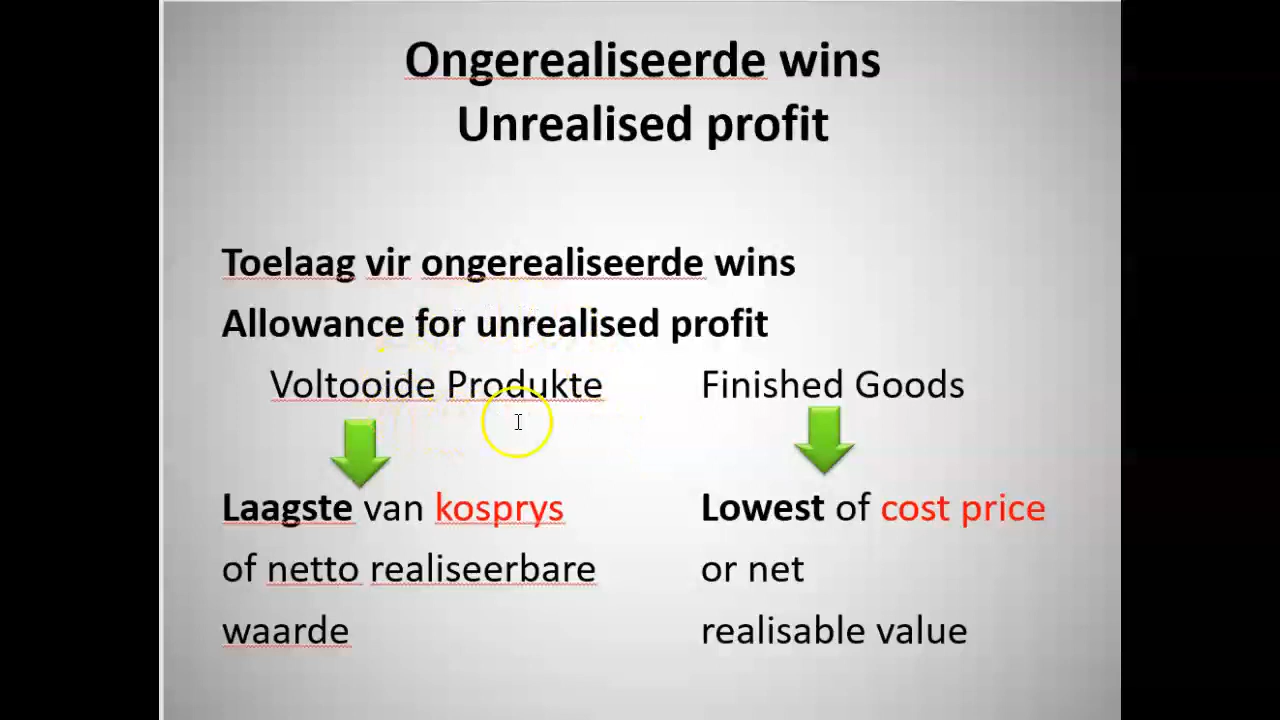 Ongerealiseerde wins
Unrealised profit
Toelaag vir ongerealiseerde wins
Allowance for unrealised profit
Voltooide Produkte Finished Goods
Laagste van kosprys Lowest of cost price
of netto realiseerbare or net
waarde realisable value